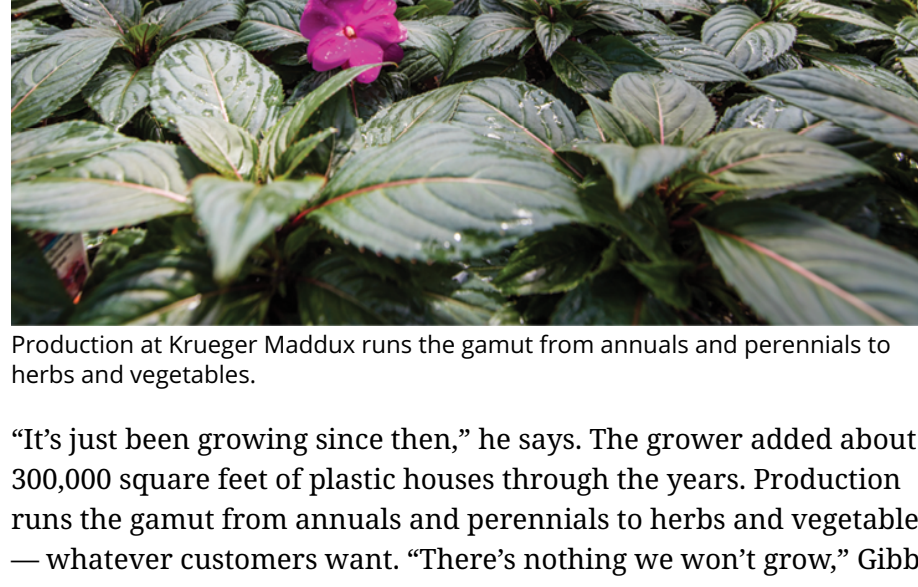 Production at Krueger Maddux runs the gamut from annuals and perennials to
herbs and vegetables.
“It’s just been growing since then,” he says. The grower added about
300,000 square feet of plastic houses through the years. Production
runs the gamut from annuals and perennials to herbs and vegetable
— whatever customers want. “There’s nothing we won’t grow,” Gibb